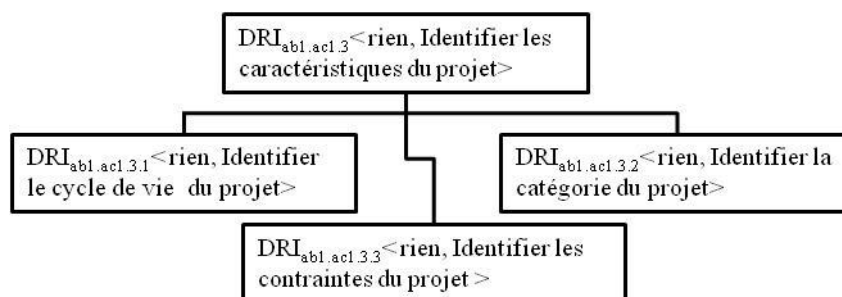 DRIab1.ac1.3<rien, Identifier les
caractéristiques du projet>
DRIab1.ac1.3.1<rien, Identifier
le cycle de vie du projet>
DRIab1.ac1.3.2<rien, Identifier la
catégorie du projet>
DRIab1.ac1.3.3<rien, Identifier les
contraintes du projet >